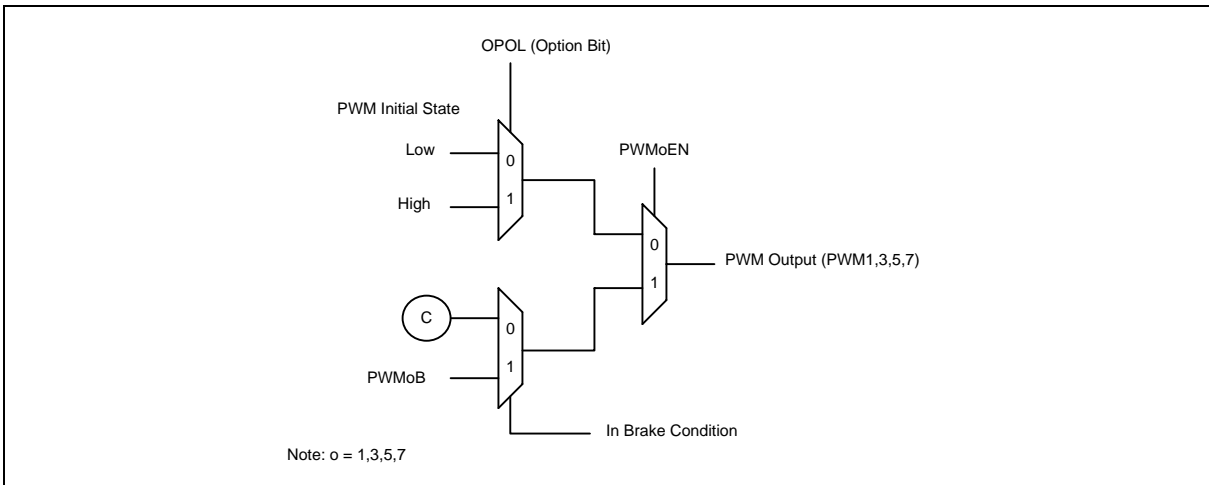 OPOL (Option Bit)
PWM Initial State
Low
High
0
1
PWMoEN
0
1
PWM Output (PWM1,3,5,7)
C
PWMoB
0
1
In Brake Condition
Note: o = 1,3,5,7